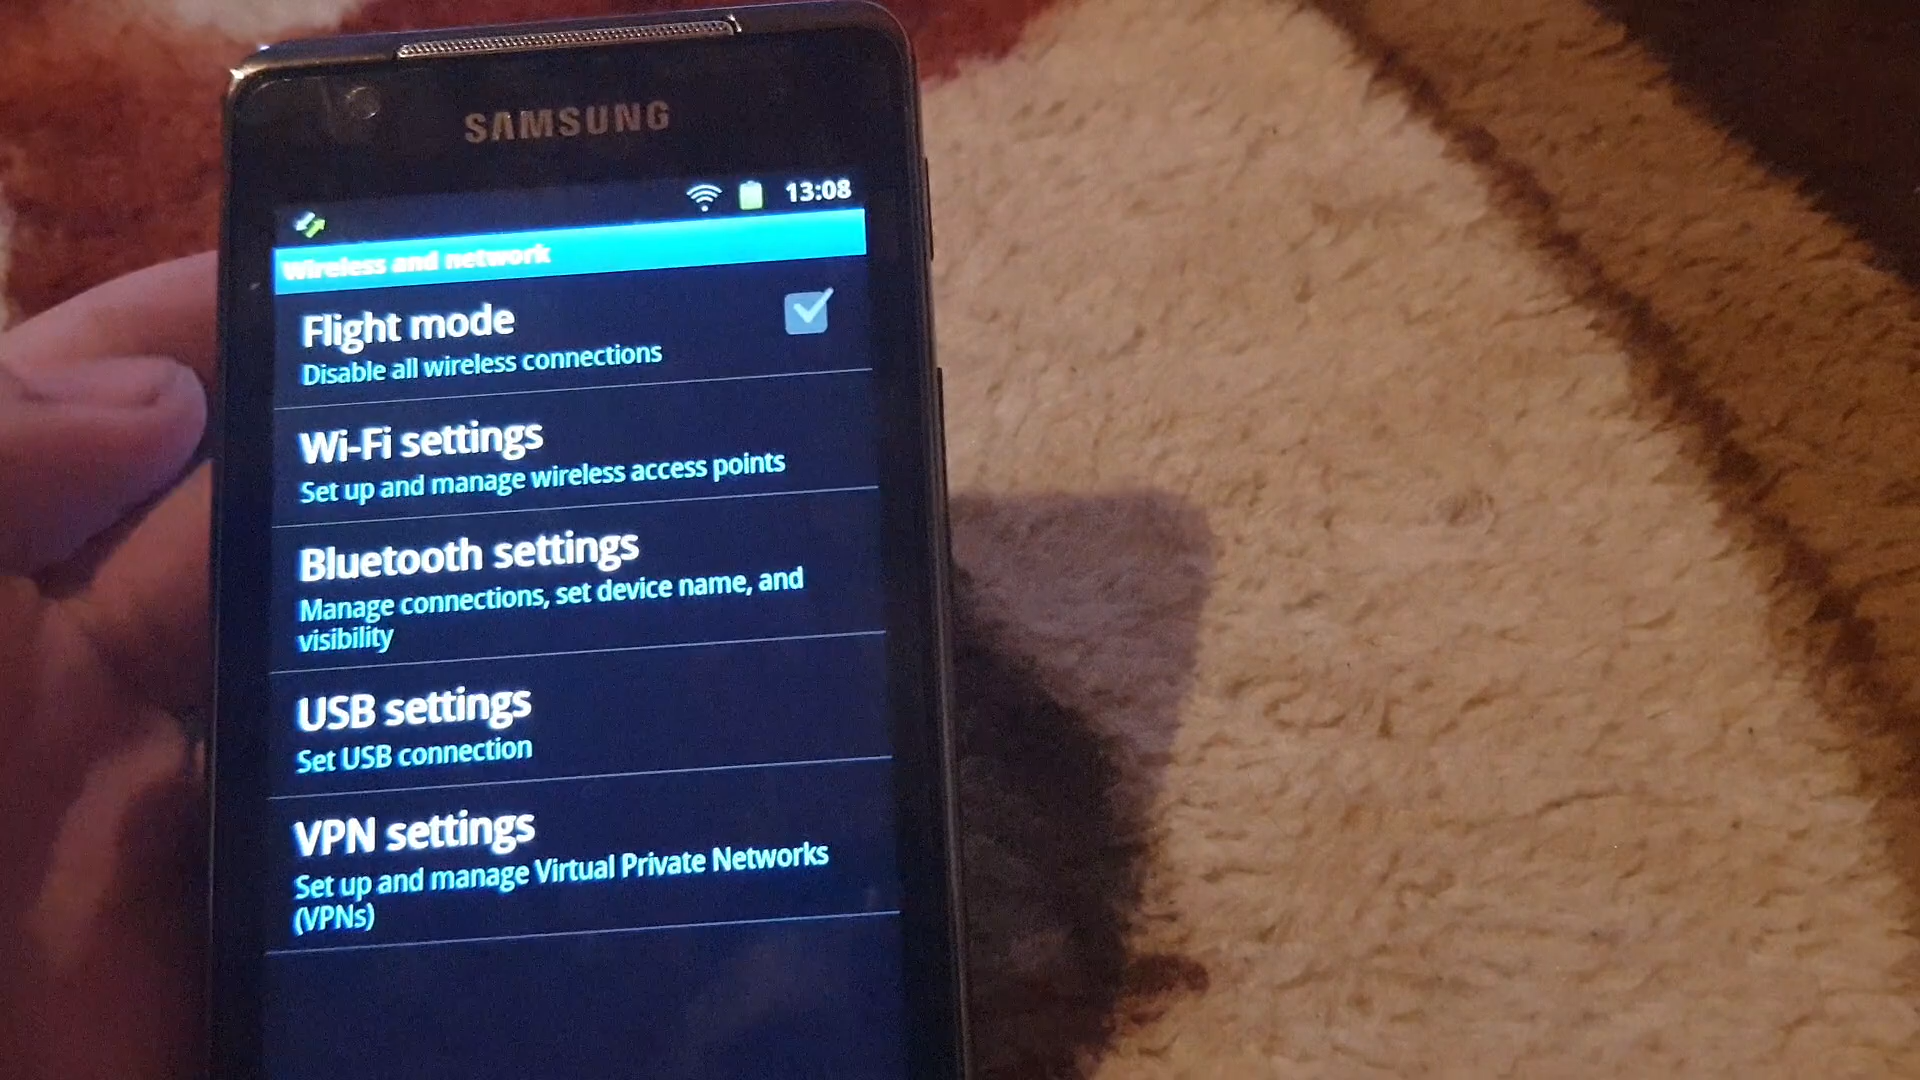 SAMSUNG
13:08
Wireless and network
Flight mode
Disable all wireless connections
Wi-Fi settings
Set up and manage wireless access points
Bluetooth settings
Manage connections, set device name, and
visibility
USB settings
Set USB connection
VPN settings
Set up and manage Virtual Private Networks
(VPNs)